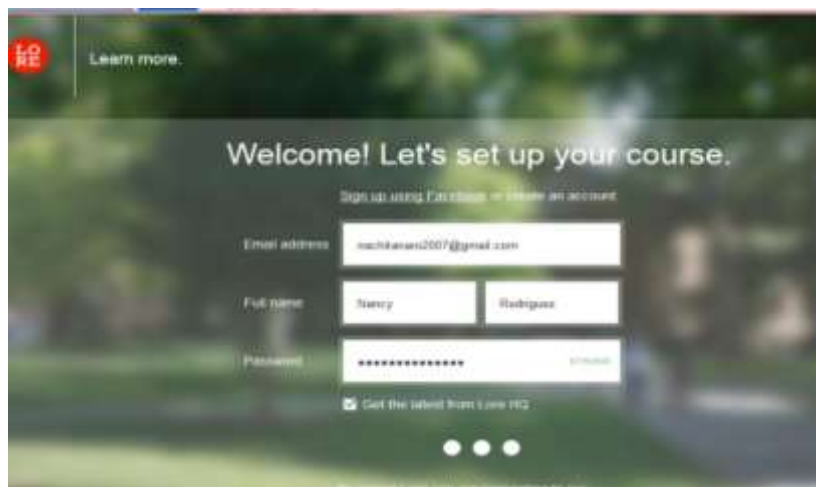 LO
RE
Learn more.
Welcome! Let's set up your course.
Sign up using Facebook or create an account
Email address
@gmail.com
Full name Nancy Rodriguez
Password
Get the latest from Lore HQ